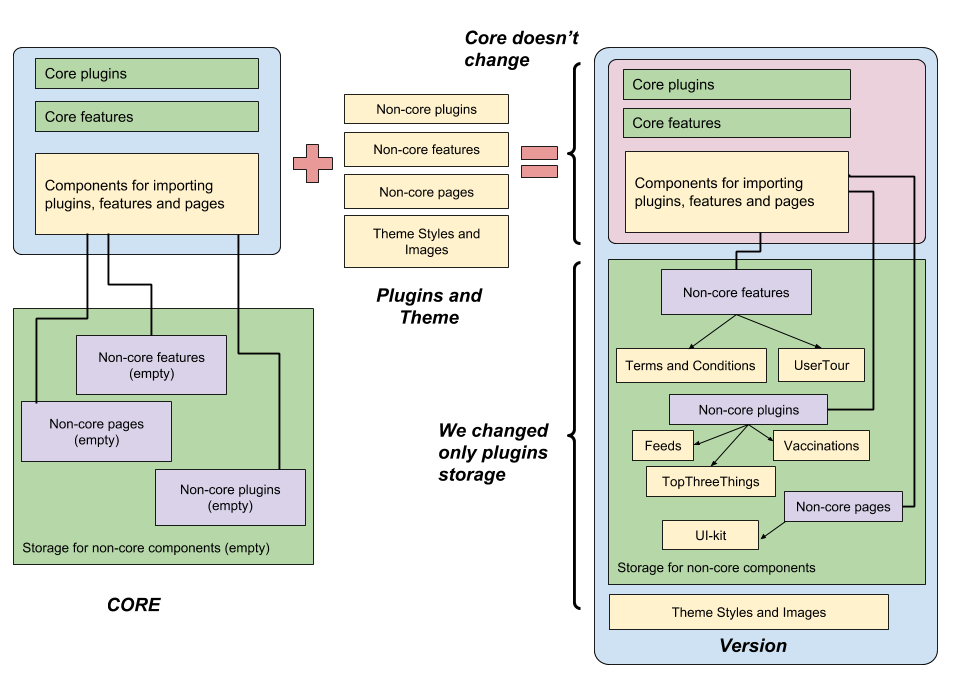 Core plugins
Core features
Components for importing
plugins, features and pages
Non-core features
(empty)
Non-core pages
(empty)
Non-core plugins
(empty)
Storage for non-core components (empty)
CORE
Non-core plugins
Non-core features
Non-core pages
Theme Styles and
Images
Plugins and
Theme
Core doesn't
change
We changed
only plugins
storage
Core plugins
Core features
Components for importing
plugins, features and pages
Non-core features
Terms and Conditions
UserTour
Non-core plugins
Feeds
Vaccinations
TopThreeThings
Non-core pages
UI-kit
Storage for non-core components
Theme Styles and Images
Version